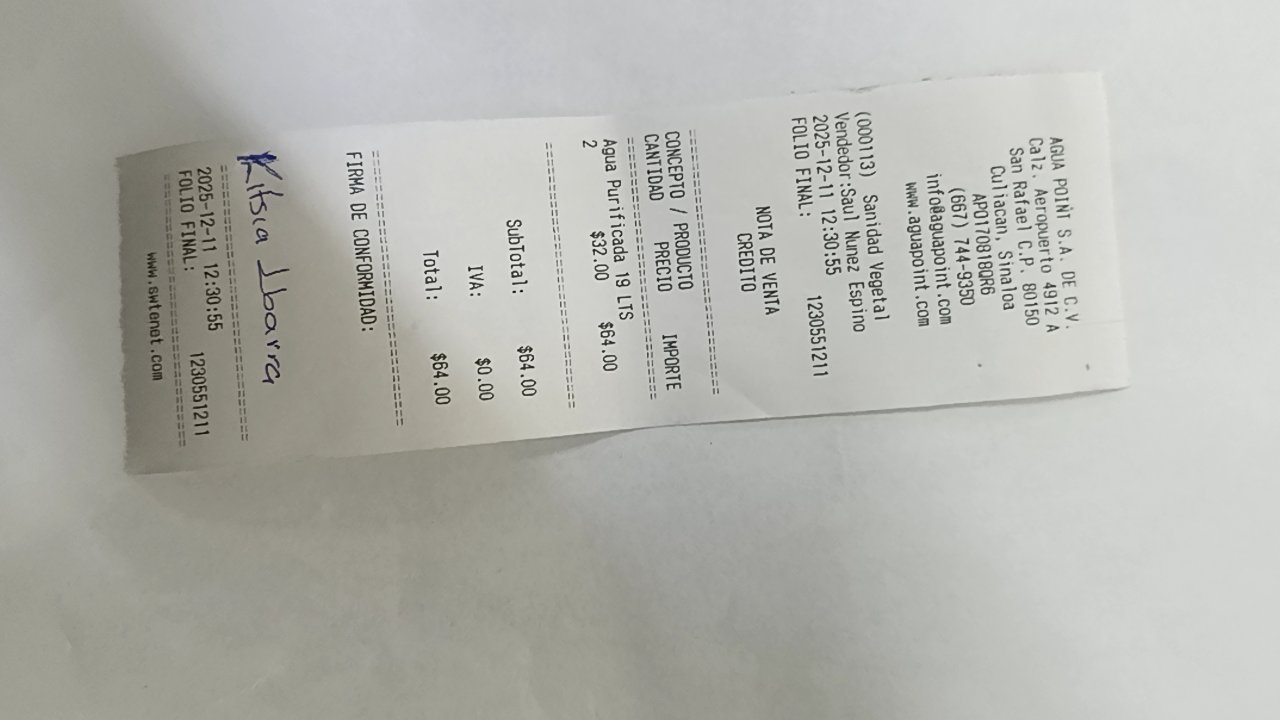 AGUA POINT S.A. DE C.V.
Calz. Aeropuerto 4912 A
San Rafael C.P. 80150
Culiacan, Sinaloa
APO170818QR6
(667) 744-9350
info@aguapoint.com
www.aguapoint.com
(000113) Sanidad Vegetal
Vendedor:Saul Nunez Espino
2025-12-11 12:30:55
FOLIO FINAL: 1230551211
NOTA DE VENTA
CREDITO
CONCEPTO / PRODUCTO
CANTIDAD PRECIO IMPORTE
Agua Purificada 19 LTS
2 $32.00 $64.00
SubTotal: $64.00
IVA: $0.00
Total: $64.00
FIRMA DE CONFORMIDAD:
Kitsia Ibarra
2025-12-11 12:30:55
FOLIO FINAL: 1230551211
www.swtenet.com